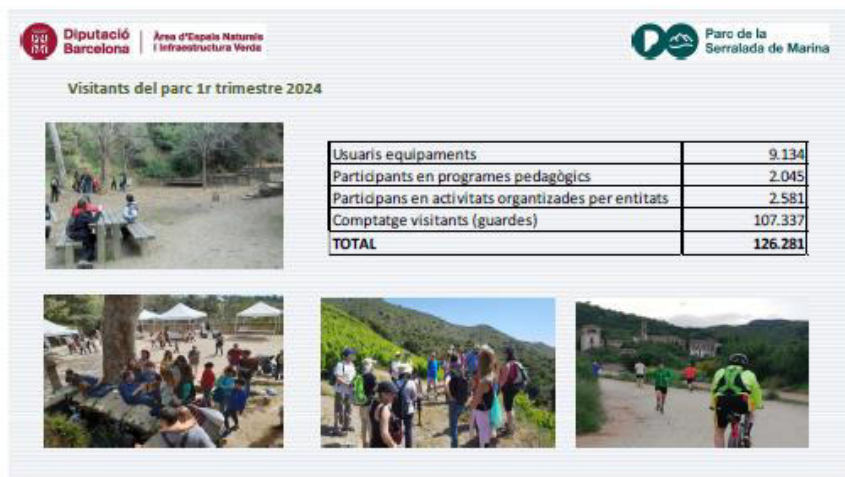 Diputació
Barcelona
Àrea d'Espais Naturals
i Infraestructura Verda
Parc de la
Serralada de Marina
Visitants del parc 1r trimestre 2024
Usuaris equipaments 9.134
Participants en programes pedagògics 2.045
Participans en activitats organtizades per entitats 2.581
Comptatge visitants (guardes) 107.337
TOTAL 126.281